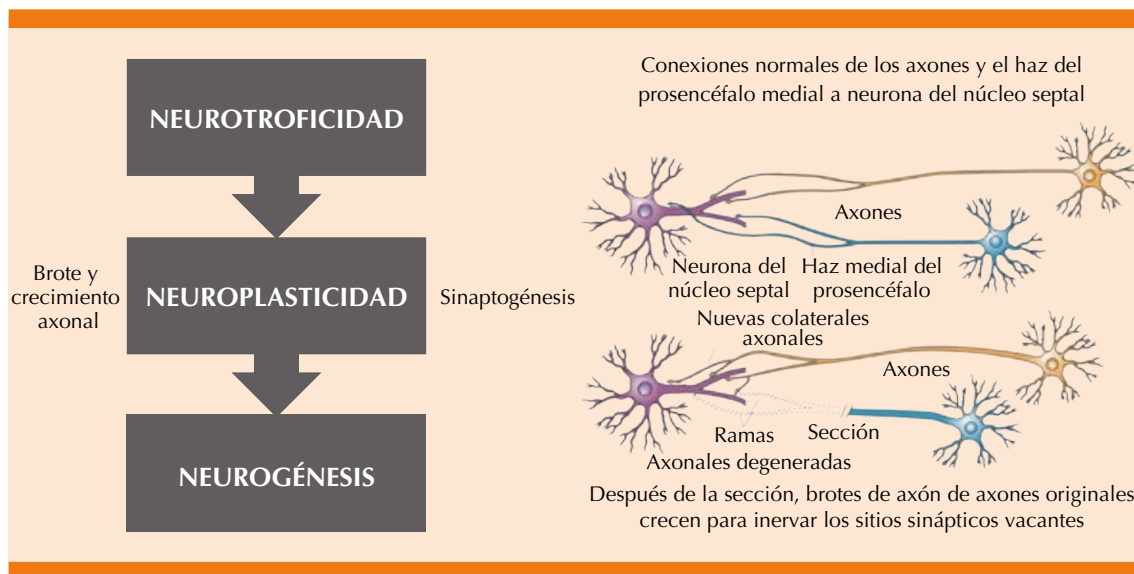 NEUROTROFICIDAD
Brote y
crecimiento
axonal
NEUROPLASTICIDAD
Sinaptogénesis
NEUROGÉNESIS
Conexiones normales de los axones y el haz del
prosencéfalo medial a neurona del núcleo septal
Axones
Neurona del
núcleo septal
Haz medial del
prosencéfalo
Nuevas colaterales
axonales
Axones
Ramas
Sección
Axonales degeneradas
Después de la sección, brotes de axón de axones originales
crecen para inervar los sitios sinápticos vacantes